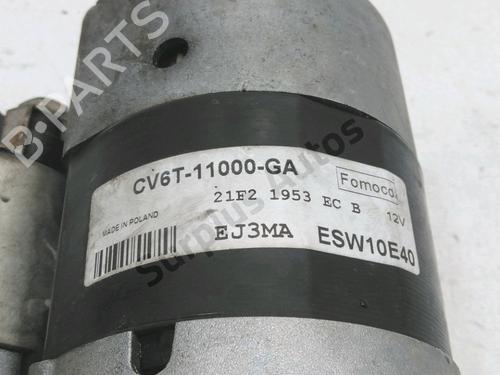 B-PARTS
CV6T-11000-GA
Fomoco
21F2 1953 EC B
12V
MADE IN POLAND
EJ3MA
ESW10E40
Surplus Autos